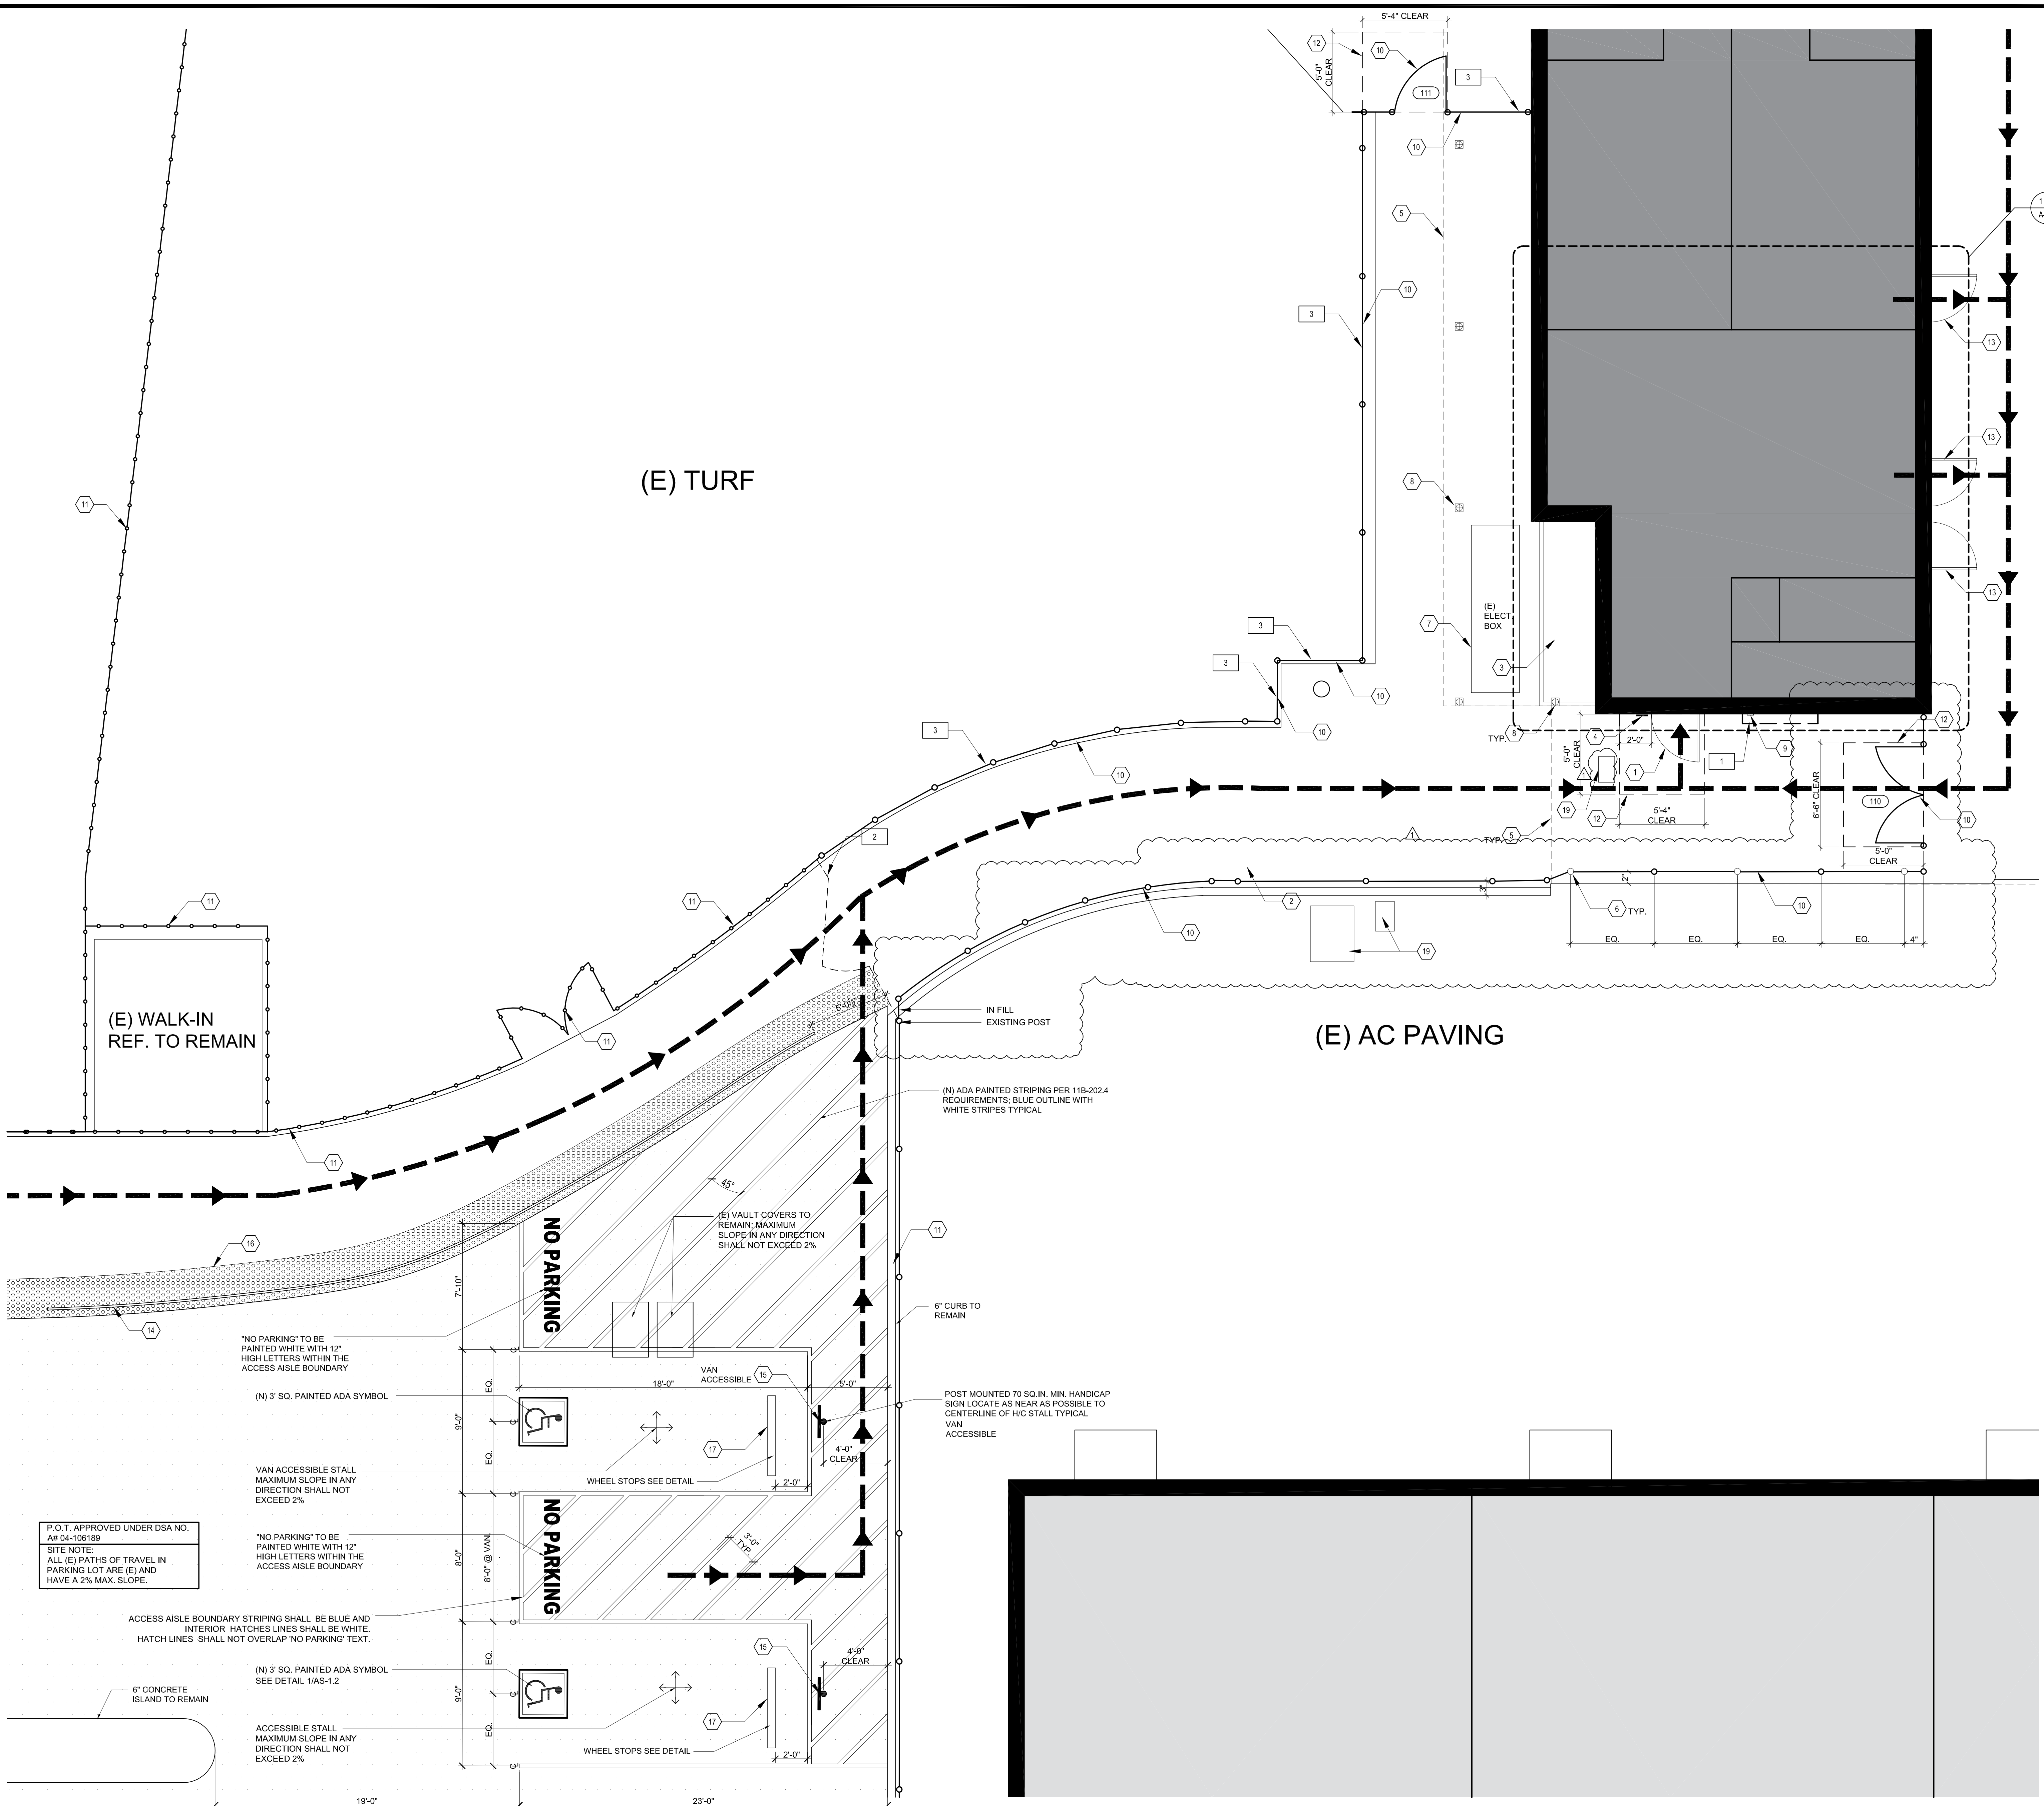 5'-4" CLEAR
12
10
5'-0"
CLEAR
111
3
10
5
1
10
3
13
(E) TURF
11
8
13
(E)
ELECT.
BOX
7
3
3
3
10
13
10
3
10
8
TYP.
4
2'-0"
9
12
5'-0"
CLEAR
1
1
1
6'-6" CLEAR
110
10
19
12
5'-4"
CLEAR
2
1
TYP.
5
5'-0"
CLEAR
11
11
3"
2"
2
6
TYP.
10
10
EQ.
EQ.
EQ.
EQ.
4"
19
(E) WALK-IN
REF. TO REMAIN
IN FILL
EXISTING POST
(E) AC PAVING
11
(N) ADA PAINTED STRIPING PER 11B-202.4
REQUIREMENTS; BLUE OUTLINE WITH
WHITE STRIPES TYPICAL
11
45°
(E) VAULT COVERS TO
REMAIN; MAXIMUM
SLOPE IN ANY DIRECTION
SHALL NOT EXCEED 2%
NO PARKING
11
16
7'-10"
6" CURB TO
REMAIN
14
"NO PARKING" TO BE
PAINTED WHITE WITH 12"
HIGH LETTERS WITHIN THE
ACCESS AISLE BOUNDARY
VAN
ACCESSIBLE
15
18'-0"
5'-0"
(N) 3' SQ. PAINTED ADA SYMBOL
EQ.
9'-0"
EQ.
POST MOUNTED 70 SQ.IN. MIN. HANDICAP
SIGN LOCATE AS NEAR AS POSSIBLE TO
CENTERLINE OF H/C STALL TYPICAL
VAN
ACCESSIBLE
17
4'-0"
CLEAR
VAN ACCESSIBLE STALL
MAXIMUM SLOPE IN ANY
DIRECTION SHALL NOT
EXCEED 2%
WHEEL STOPS SEE DETAIL
2'-0"
NO PARKING
P.O.T. APPROVED UNDER DSA NO.
A# 04-106189
SITE NOTE:
ALL (E) PATHS OF TRAVEL IN
PARKING LOT ARE (E) AND
HAVE A 2% MAX. SLOPE.
"NO PARKING" TO BE
PAINTED WHITE WITH 12"
HIGH LETTERS WITHIN THE
ACCESS AISLE BOUNDARY
8'-0"
8'-0" @ VAN.
3'-0"
TYP
ACCESS AISLE BOUNDARY STRIPING SHALL BE BLUE AND
INTERIOR HATCHES LINES SHALL BE WHITE.
HATCH LINES SHALL NOT OVERLAP 'NO PARKING' TEXT.
15
4'-0"
CLEAR
(N) 3' SQ. PAINTED ADA SYMBOL
SEE DETAIL 1/AS-1.2
EQ.
9'-0"
EQ.
6" CONCRETE
ISLAND TO REMAIN
17
ACCESSIBLE STALL
MAXIMUM SLOPE IN ANY
DIRECTION SHALL NOT
EXCEED 2%
WHEEL STOPS SEE DETAIL
2'-0"
19'-0"
23'-0"